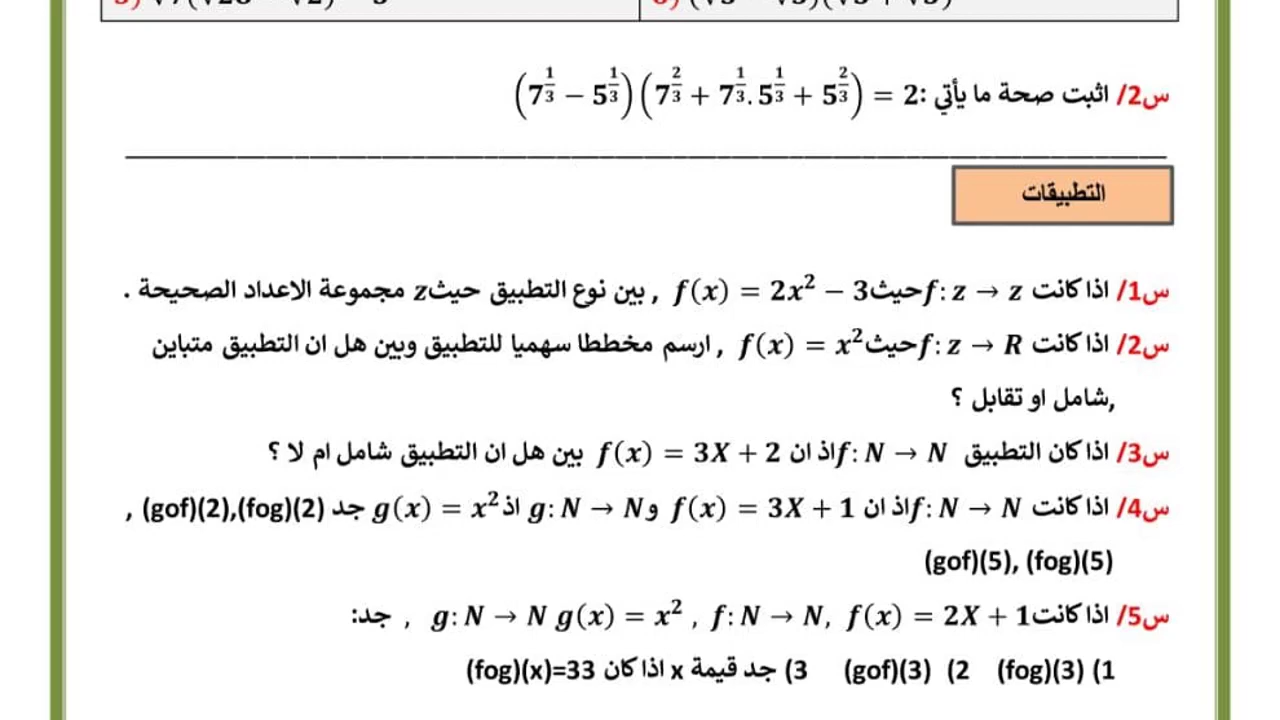 س2/ اثبت صحة ما يأتي :(7^{1/3} − 5^{1/3})(7^{2/3} + 7^{1/3}.5^{1/3} + 5^{2/3}) = 2
التطبيقات
س1/ اذا كانت f: z → z حيث f(x) = 2x² − 3 , بين نوع التطبيق حيث z مجموعة الاعداد الصحيحة .
س2/ اذا كانت f: z → R حيث f(x) = x² , ارسم مخططا سهميا للتطبيق وبين هل ان التطبيق متباين
,شامل او تقابل ؟
س3/ اذا كان التطبيق f: N → N اذ ان f(x) = 3X + 2 بين هل ان التطبيق شامل ام لا ؟
س4/ اذا كانت f: N → N اذ ان f(x) = 3X + 1 و g: N → N اذ g(x) = x² جد (gof)(2),(fog)(2) ,
(gof)(5), (fog)(5)
س5/ اذا كانت g: N → N g(x) = x² , f: N → N, f(x) = 2X + 1 , جد:
1) (fog)(3) 2) (gof)(3) 3) جد قيمة x اذا كان (fog)(x)=33